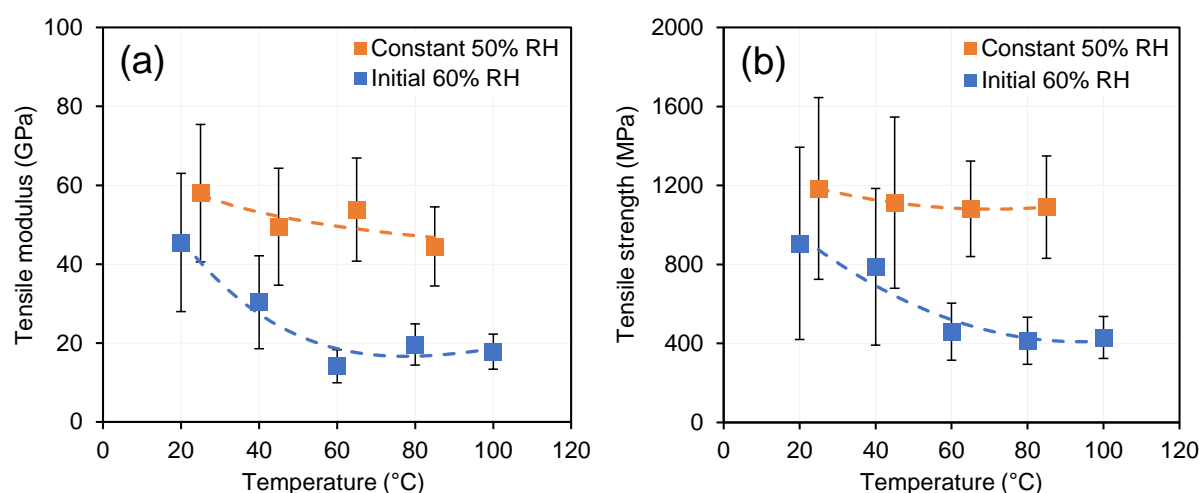 (a)
Constant 50% RH
Initial 60% RH
Tensile modulus (GPa)
100
80
60
40
20
0
0 20 40 60 80 100 120
Temperature (°C)
(b)
Constant 50% RH
Initial 60% RH
Tensile strength (MPa)
2000
1600
1200
800
400
0
0 20 40 60 80 100 120
Temperature (°C)